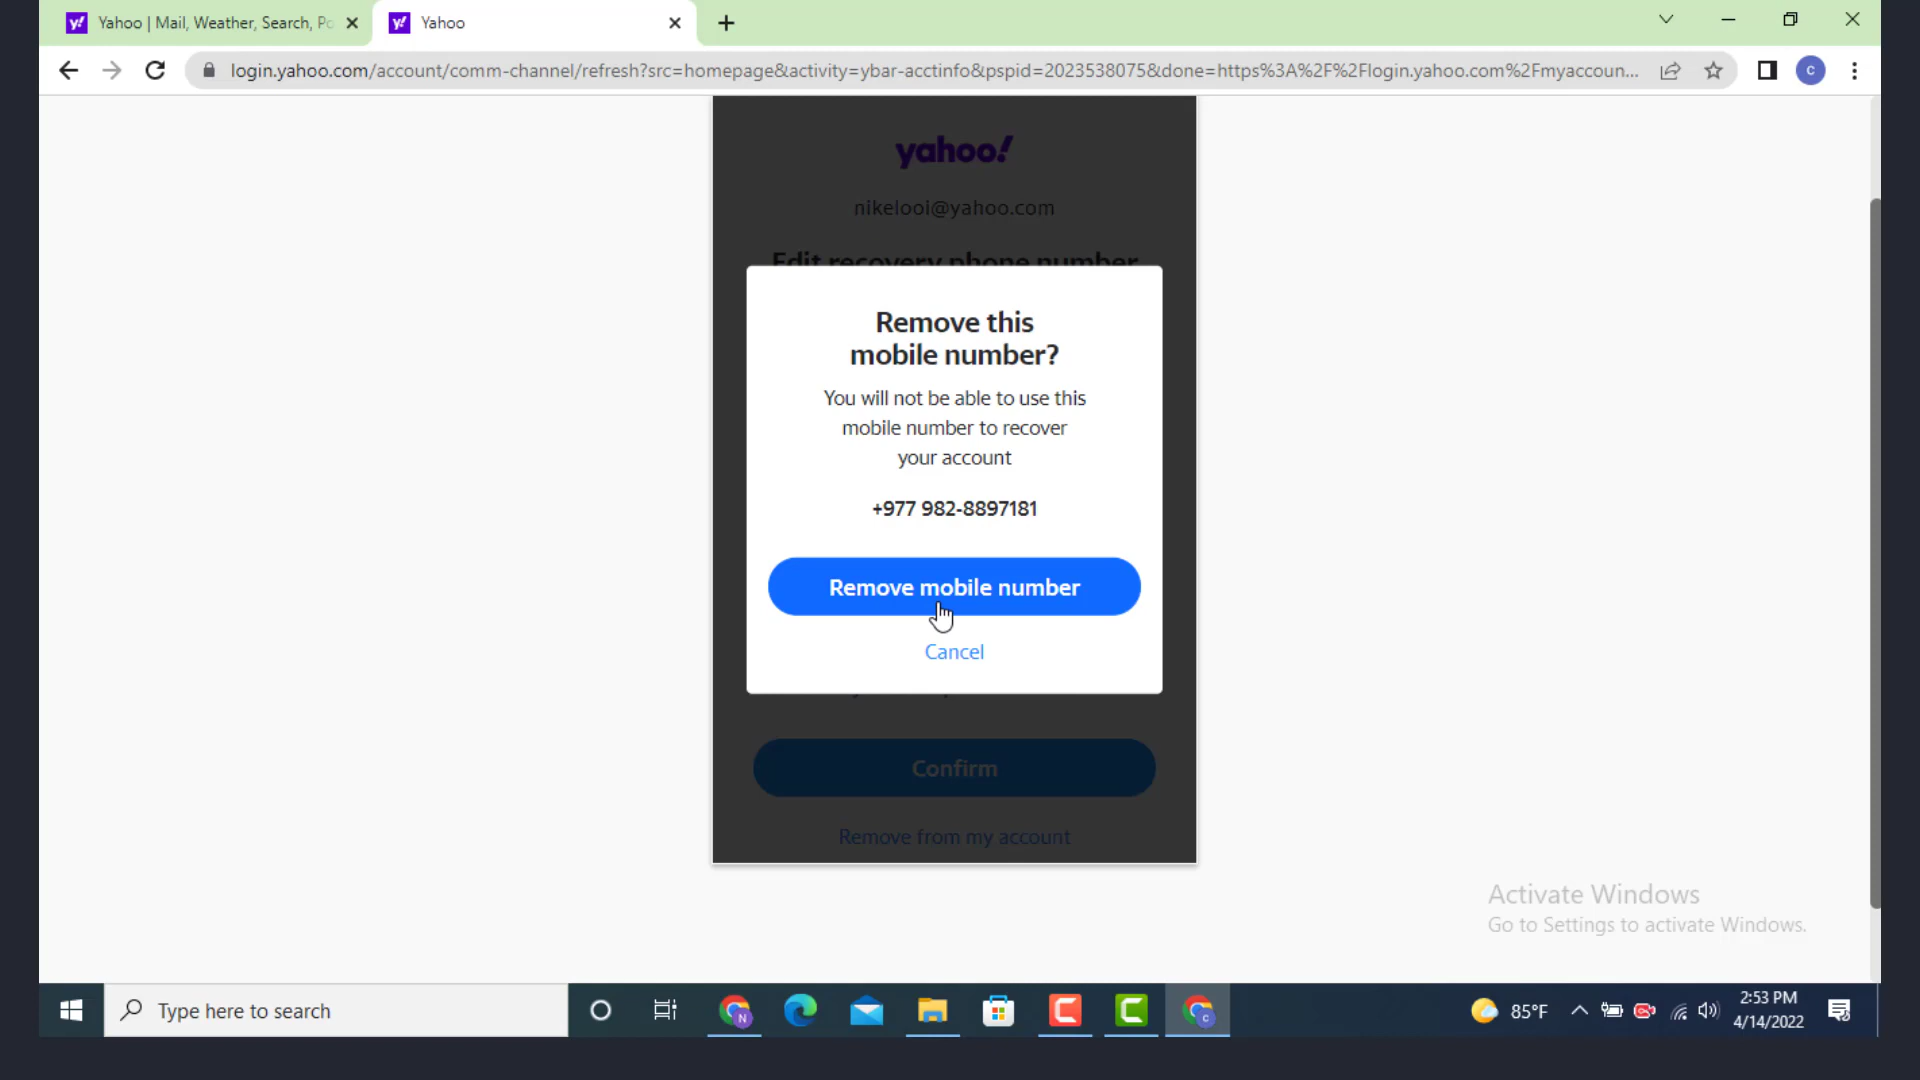 Yahoo | Mail, Weather, Search, Po
Yahoo
login.yahoo.com/account/comm-channel/refresh?src=homepage&activity=ybar-acctinfo&pspid=2023538075&done=https%3A%2F%2Flogin.yahoo.com%2Fmyaccoun...
C
yahoo!
nikelooi@yahoo.com
Edit recovery phone number
Remove this
mobile number?
You will not be able to use this
mobile number to recover
your account
+977 982-8897181
Remove mobile number
Cancel
Confirm
Remove from my account
Activate Windows
Go to Settings to activate Windows.
Type here to search
N
C
85°F
2:53 PM
4/14/2022